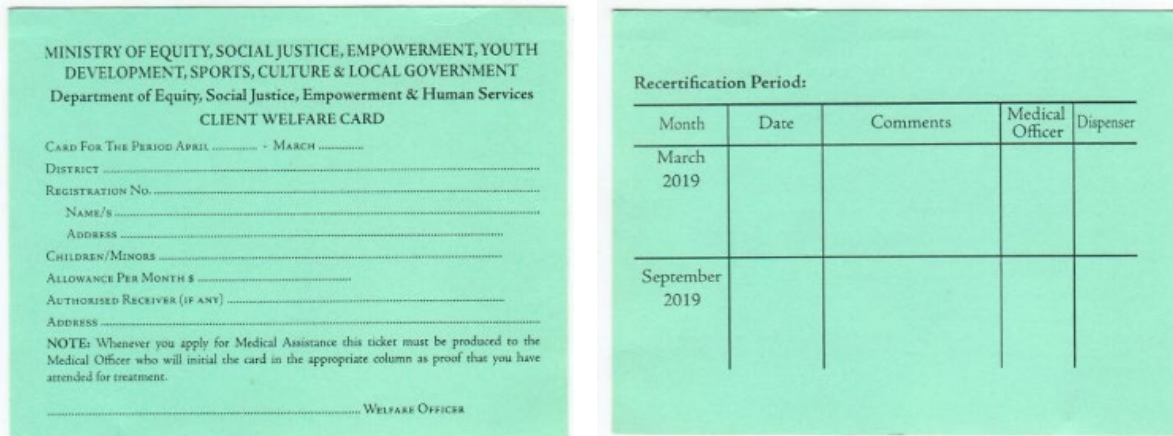 MINISTRY OF EQUITY, SOCIAL JUSTICE, EMPOWERMENT, YOUTH
DEVELOPMENT, SPORTS, CULTURE & LOCAL GOVERNMENT
Department of Equity, Social Justice, Empowerment & Human Services
CLIENT WELFARE CARD
CARD FOR THE PERIOD APRIL ............. - MARCH .............
DISTRICT ..........................................................................
REGISTRATION NO. ..........................................................................
NAME/S ..........................................................................
ADDRESS ..........................................................................
CHILDREN/MINORS ..........................................................................
ALLOWANCE PER MONTH $ .............................................
AUTHORISED RECEIVER (IF ANY) .............................................
ADDRESS ..........................................................................
NOTE: Whenever you apply for Medical Assistance this ticket must be produced to the
Medical Officer who will initial the card in the appropriate column as proof that you have
attended for treatment.
.......................................................................... WELFARE OFFICER
Recertification Period:
Month Date Comments Medical Officer Dispenser
March
2019
September
2019